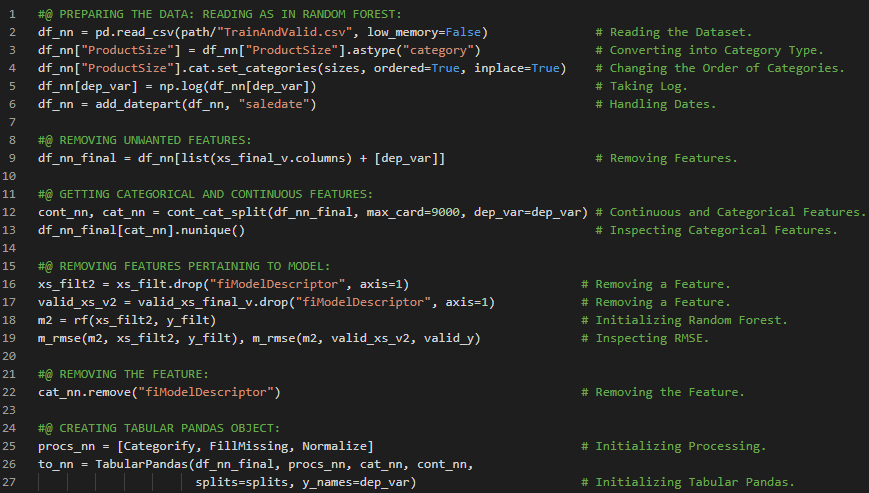 1 #@ PREPARING THE DATA: READING AS IN RANDOM FOREST:
2 df_nn = pd.read_csv(path/"TrainAndValid.csv", low_memory=False) # Reading the Dataset.
3 df_nn["ProductSize"] = df_nn["ProductSize"].astype("category") # Converting into Category Type.
4 df_nn["ProductSize"].cat.set_categories(sizes, ordered=True, inplace=True) # Changing the Order of Categories.
5 df_nn[dep_var] = np.log(df_nn[dep_var]) # Taking Log.
6 df_nn = add_datepart(df_nn, "saledate") # Handling Dates.
7
8 #@ REMOVING UNWANTED FEATURES:
9 df_nn_final = df_nn[list(xs_final_v.columns) + [dep_var]] # Removing Features.
10
11 #@ GETTING CATEGORICAL AND CONTINUOUS FEATURES:
12 cont_nn, cat_nn = cont_cat_split(df_nn_final, max_card=9000, dep_var=dep_var) # Continuous and Categorical Features.
13 df_nn_final[cat_nn].nunique() # Inspecting Categorical Features.
14
15 #@ REMOVING FEATURES PERTAINING TO MODEL:
16 xs_filt2 = xs_filt.drop("fiModelDescriptor", axis=1) # Removing a Feature.
17 valid_xs_v2 = valid_xs_final_v.drop("fiModelDescriptor", axis=1) # Removing a Feature.
18 m2 = rf(xs_filt2, y_filt) # Initializing Random Forest.
19 m_rmse(m2, xs_filt2, y_filt), m_rmse(m2, valid_xs_v2, valid_y) # Inspecting RMSE.
20
21 #@ REMOVING THE FEATURE:
22 cat_nn.remove("fiModelDescriptor") # Removing the Feature.
23
24 #@ CREATING TABULAR PANDAS OBJECT:
25 procs_nn = [Categorify, FillMissing, Normalize] # Initializing Processing.
26 to_nn = TabularPandas(df_nn_final, procs_nn, cat_nn, cont_nn,
27 splits=splits, y_names=dep_var) # Initializing Tabular Pandas.